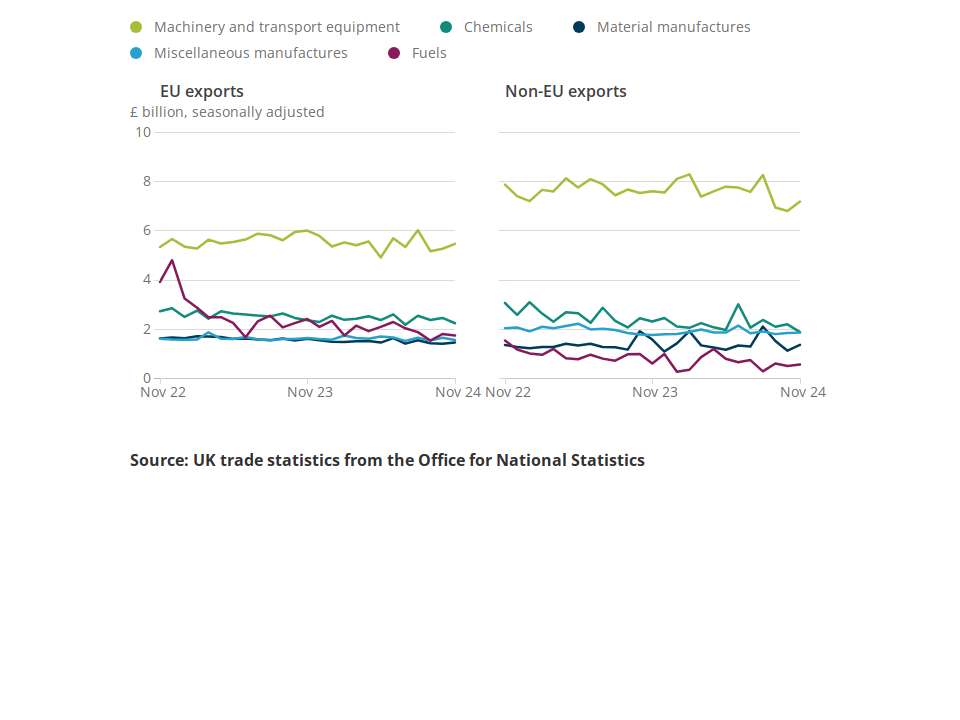 Machinery and transport equipment Chemicals Material manufactures
Miscellaneous manufactures Fuels
EU exports Non-EU exports
£ billion, seasonally adjusted
10
8
6
4
2
0
Nov 22 Nov 23 Nov 24 Nov 22 Nov 23 Nov 24
Source: UK trade statistics from the Office for National Statistics